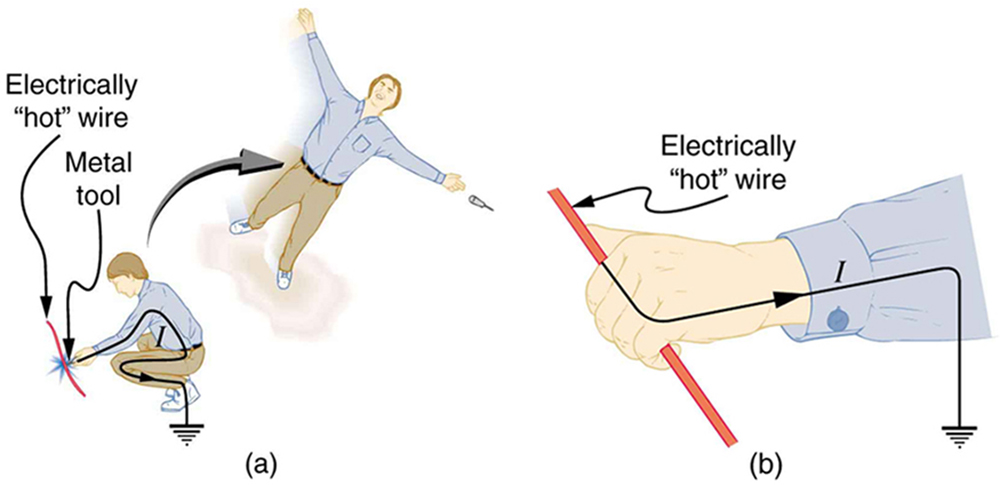 Electrically
“hot” wire
Metal
tool
I
(a)
Electrically
“hot” wire
I
(b)